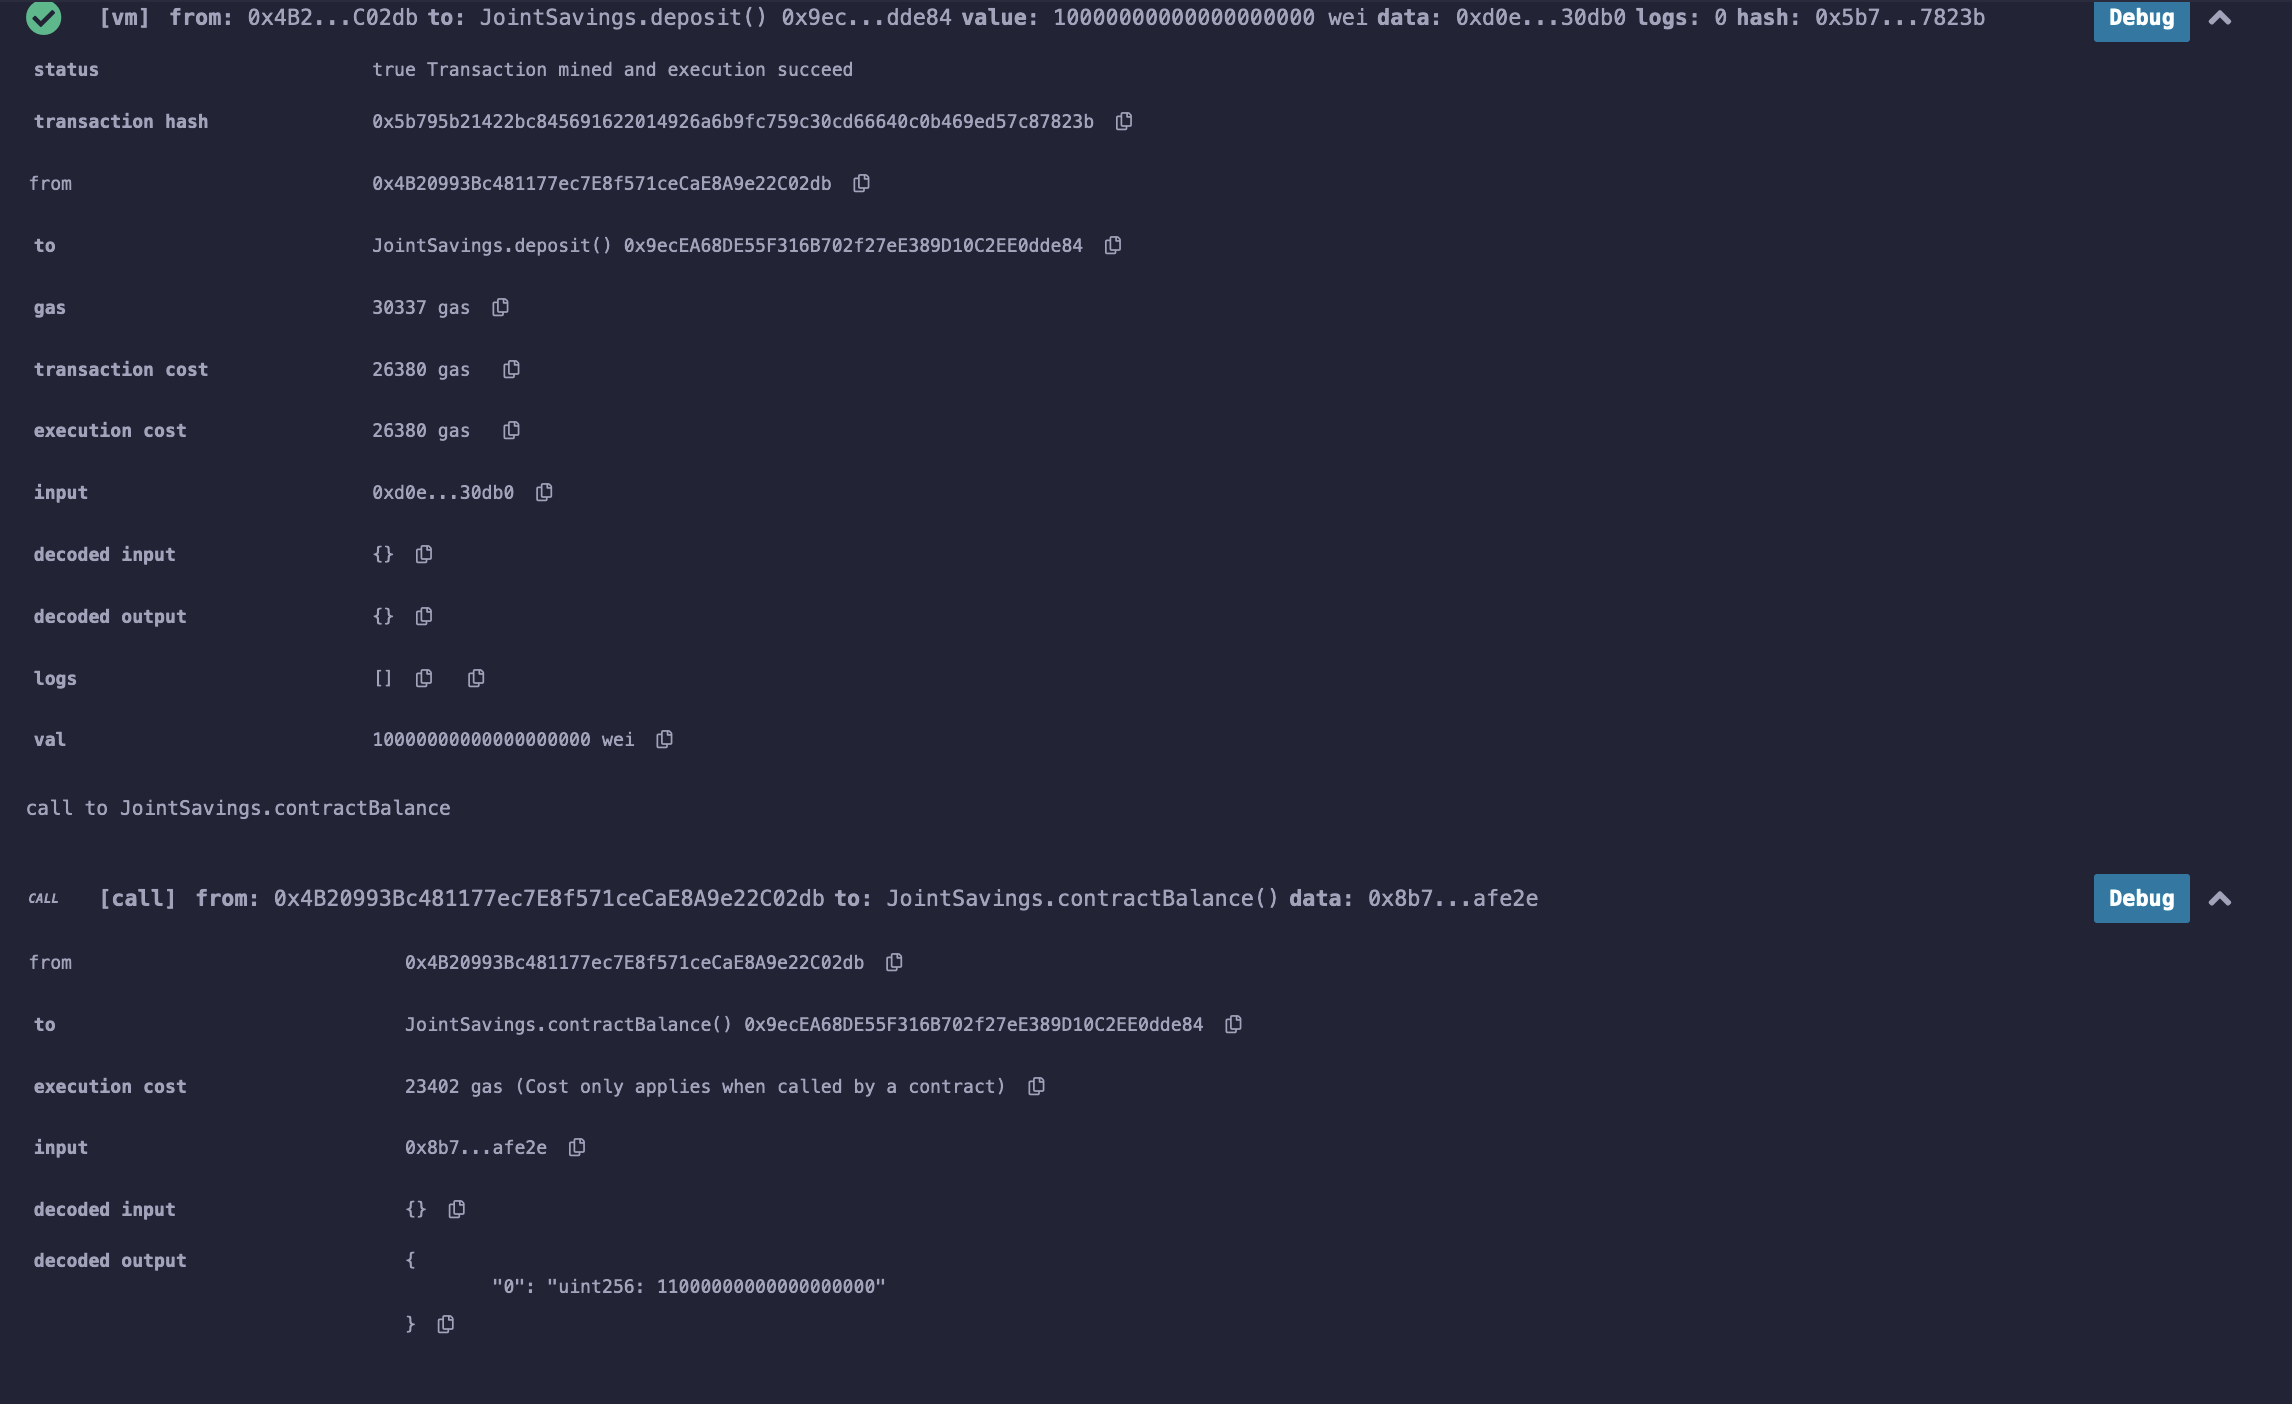 [vm] from: 0x4B2...C02db to: JointSavings.deposit() 0x9ec...dde84 value: 10000000000000000000 wei data: 0xd0e...30db0 logs: 0 hash: 0x5b7...7823b Debug
status true Transaction mined and execution succeed
transaction hash 0x5b795b21422bc845691622014926a6b9fc759c30cd66640c0b469ed57c87823b
from 0x4B20993Bc481177ec7E8f571ceCaE8A9e22C02db
to JointSavings.deposit() 0x9ecEA68DE55F316B702f27eE389D10C2EE0dde84
gas 30337 gas
transaction cost 26380 gas
execution cost 26380 gas
input 0xd0e...30db0
decoded input {}
decoded output {}
logs []
val 10000000000000000000 wei
call to JointSavings.contractBalance
CALL [call] from: 0x4B20993Bc481177ec7E8f571ceCaE8A9e22C02db to: JointSavings.contractBalance() data: 0x8b7...afe2e Debug
from 0x4B20993Bc481177ec7E8f571ceCaE8A9e22C02db
to JointSavings.contractBalance() 0x9ecEA68DE55F316B702f27eE389D10C2EE0dde84
execution cost 23402 gas (Cost only applies when called by a contract)
input 0x8b7...afe2e
decoded input {}
decoded output {
"0": "uint256: 11000000000000000000"
}